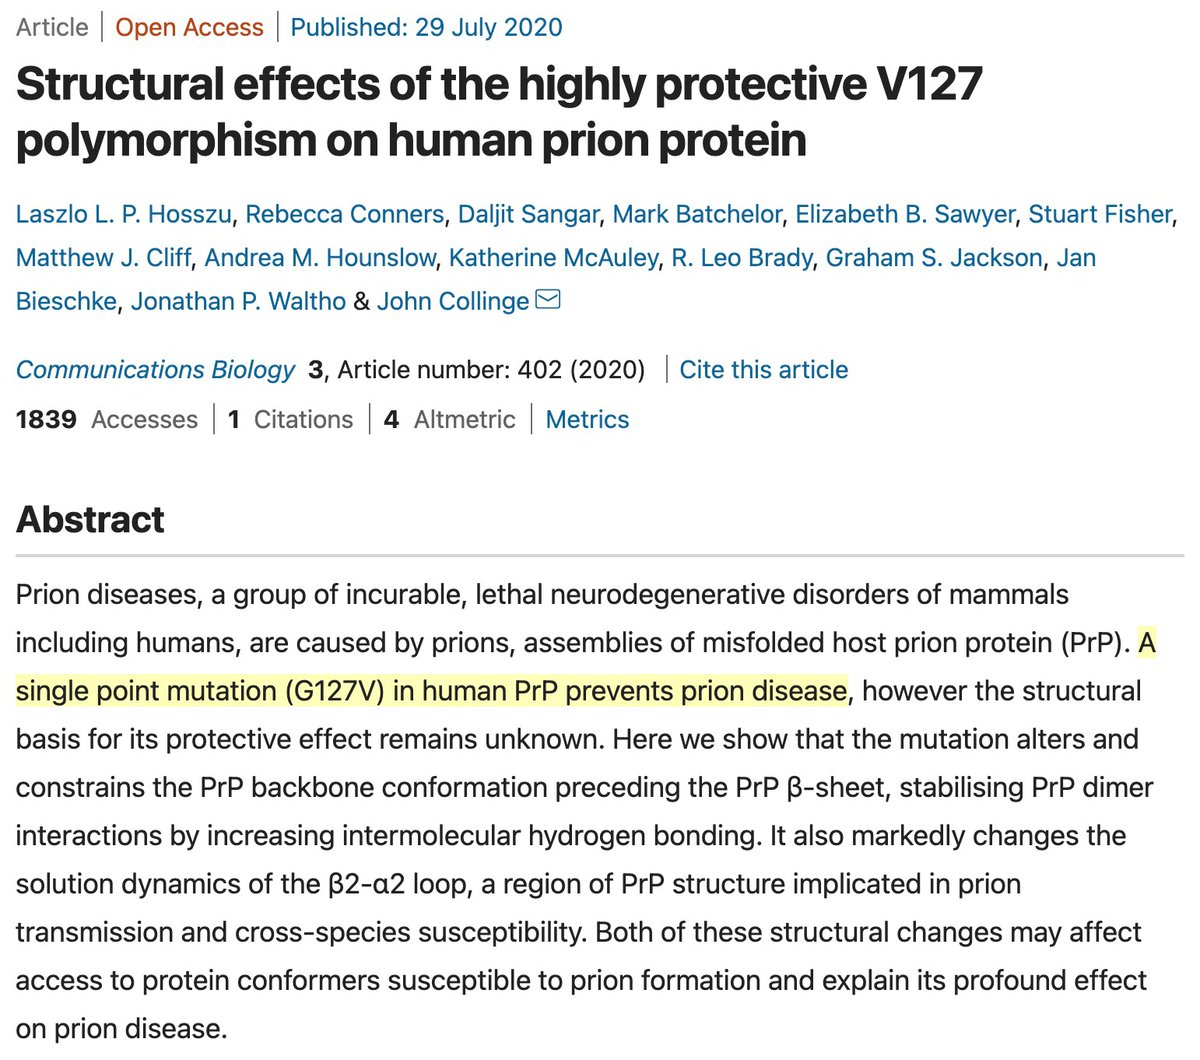 Article | Open Access | Published: 29 July 2020
Structural effects of the highly protective V127
polymorphism on human prion protein
Laszlo L. P. Hosszu, Rebecca Conners, Daljit Sangar, Mark Batchelor, Elizabeth B. Sawyer, Stuart Fisher,
Matthew J. Cliff, Andrea M. Hounslow, Katherine McAuley, R. Leo Brady, Graham S. Jackson, Jan
Bieschke, Jonathan P. Waltho & John Collinge
Communications Biology 3, Article number: 402 (2020) | Cite this article
1839 Accesses | 1 Citations | 4 Altmetric | Metrics
Abstract
Prion diseases, a group of incurable, lethal neurodegenerative disorders of mammals
including humans, are caused by prions, assemblies of misfolded host prion protein (PrP). A
single point mutation (G127V) in human PrP prevents prion disease, however the structural
basis for its protective effect remains unknown. Here we show that the mutation alters and
constrains the PrP backbone conformation preceding the PrP β-sheet, stabilising PrP dimer
interactions by increasing intermolecular hydrogen bonding. It also markedly changes the
solution dynamics of the β2-α2 loop, a region of PrP structure implicated in prion
transmission and cross-species susceptibility. Both of these structural changes may affect
access to protein conformers susceptible to prion formation and explain its profound effect
on prion disease.